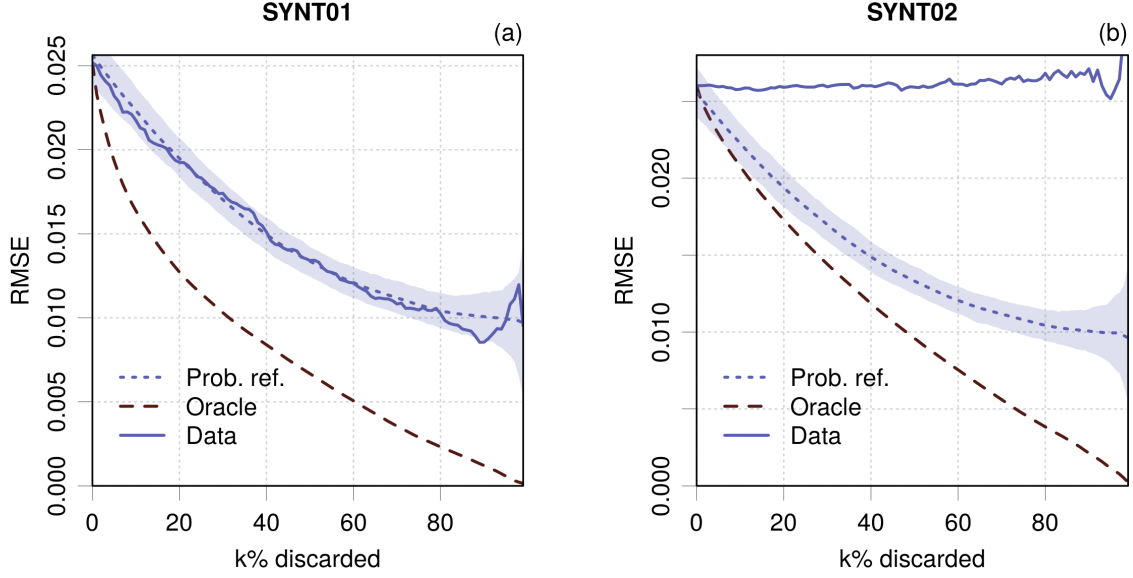 SYNT01
(a)
RMSE
0.025
0.020
0.015
0.010
0.005
0.000
Prob. ref.
Oracle
Data
0 20 40 60 80
k% discarded
SYNT02
(b)
RMSE
0.020
0.010
0.000
Prob. ref.
Oracle
Data
0 20 40 60 80
k% discarded